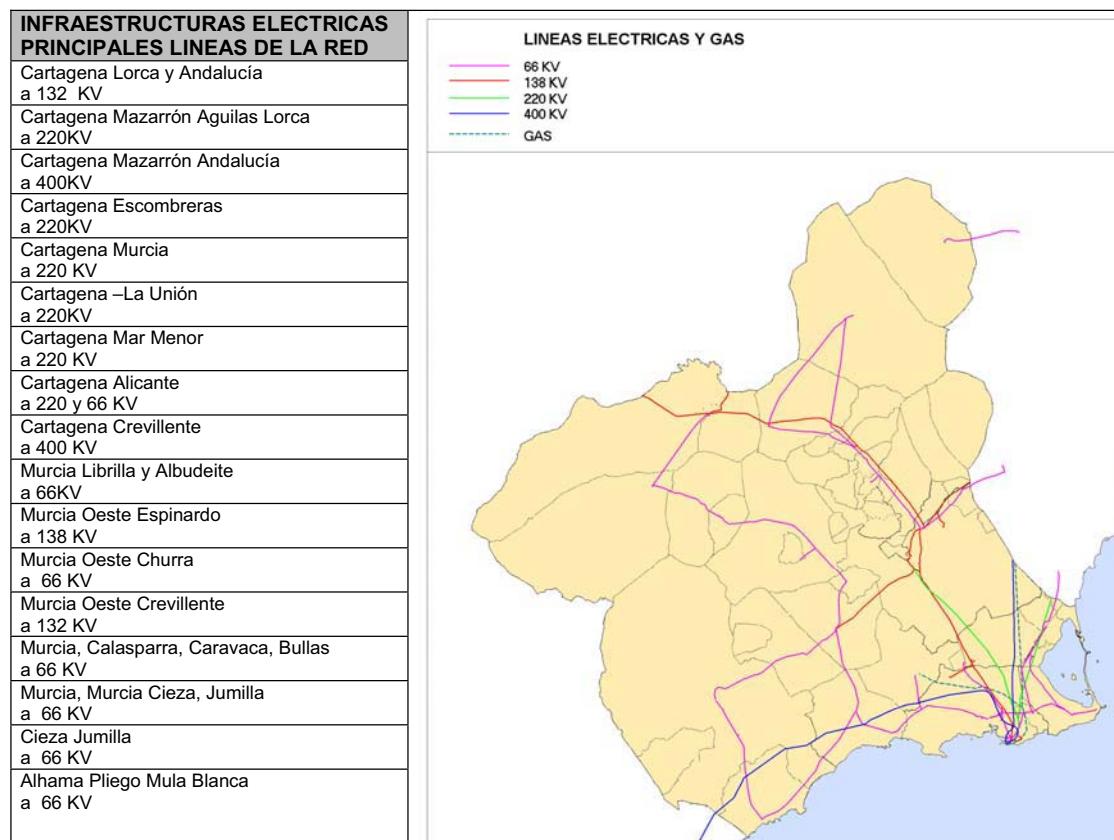 INFRAESTRUCTURAS ELECTRICAS
PRINCIPALES LINEAS DE LA RED
Cartagena Lorca y Andalucía
a 132 KV
Cartagena Mazarrón Aguilas Lorca
a 220KV
Cartagena Mazarrón Andalucía
a 400KV
Cartagena Escombreras
a 220KV
Cartagena Murcia
a 220 KV
Cartagena –La Unión
a 220KV
Cartagena Mar Menor
a 220 KV
Cartagena Alicante
a 220 y 66 KV
Cartagena Crevillente
a 400 KV
Murcia Librilla y Albudeite
a 66KV
Murcia Oeste Espinardo
a 138 KV
Murcia Oeste Churra
a 66 KV
Murcia Oeste Crevillente
a 132 KV
Murcia, Calasparra, Caravaca, Bullas
a 66 KV
Murcia, Murcia Cieza, Jumilla
a 66 KV
Cieza Jumilla
a 66 KV
Alhama Pliego Mula Blanca
a 66 KV
LINEAS ELECTRICAS Y GAS
66 KV
138 KV
220 KV
400 KV
GAS